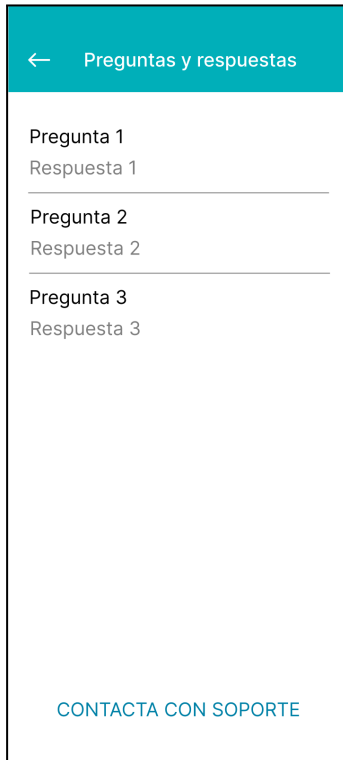 Preguntas y respuestas
Pregunta 1
Respuesta 1
Pregunta 2
Respuesta 2
Pregunta 3
Respuesta 3
CONTACTA CON SOPORTE